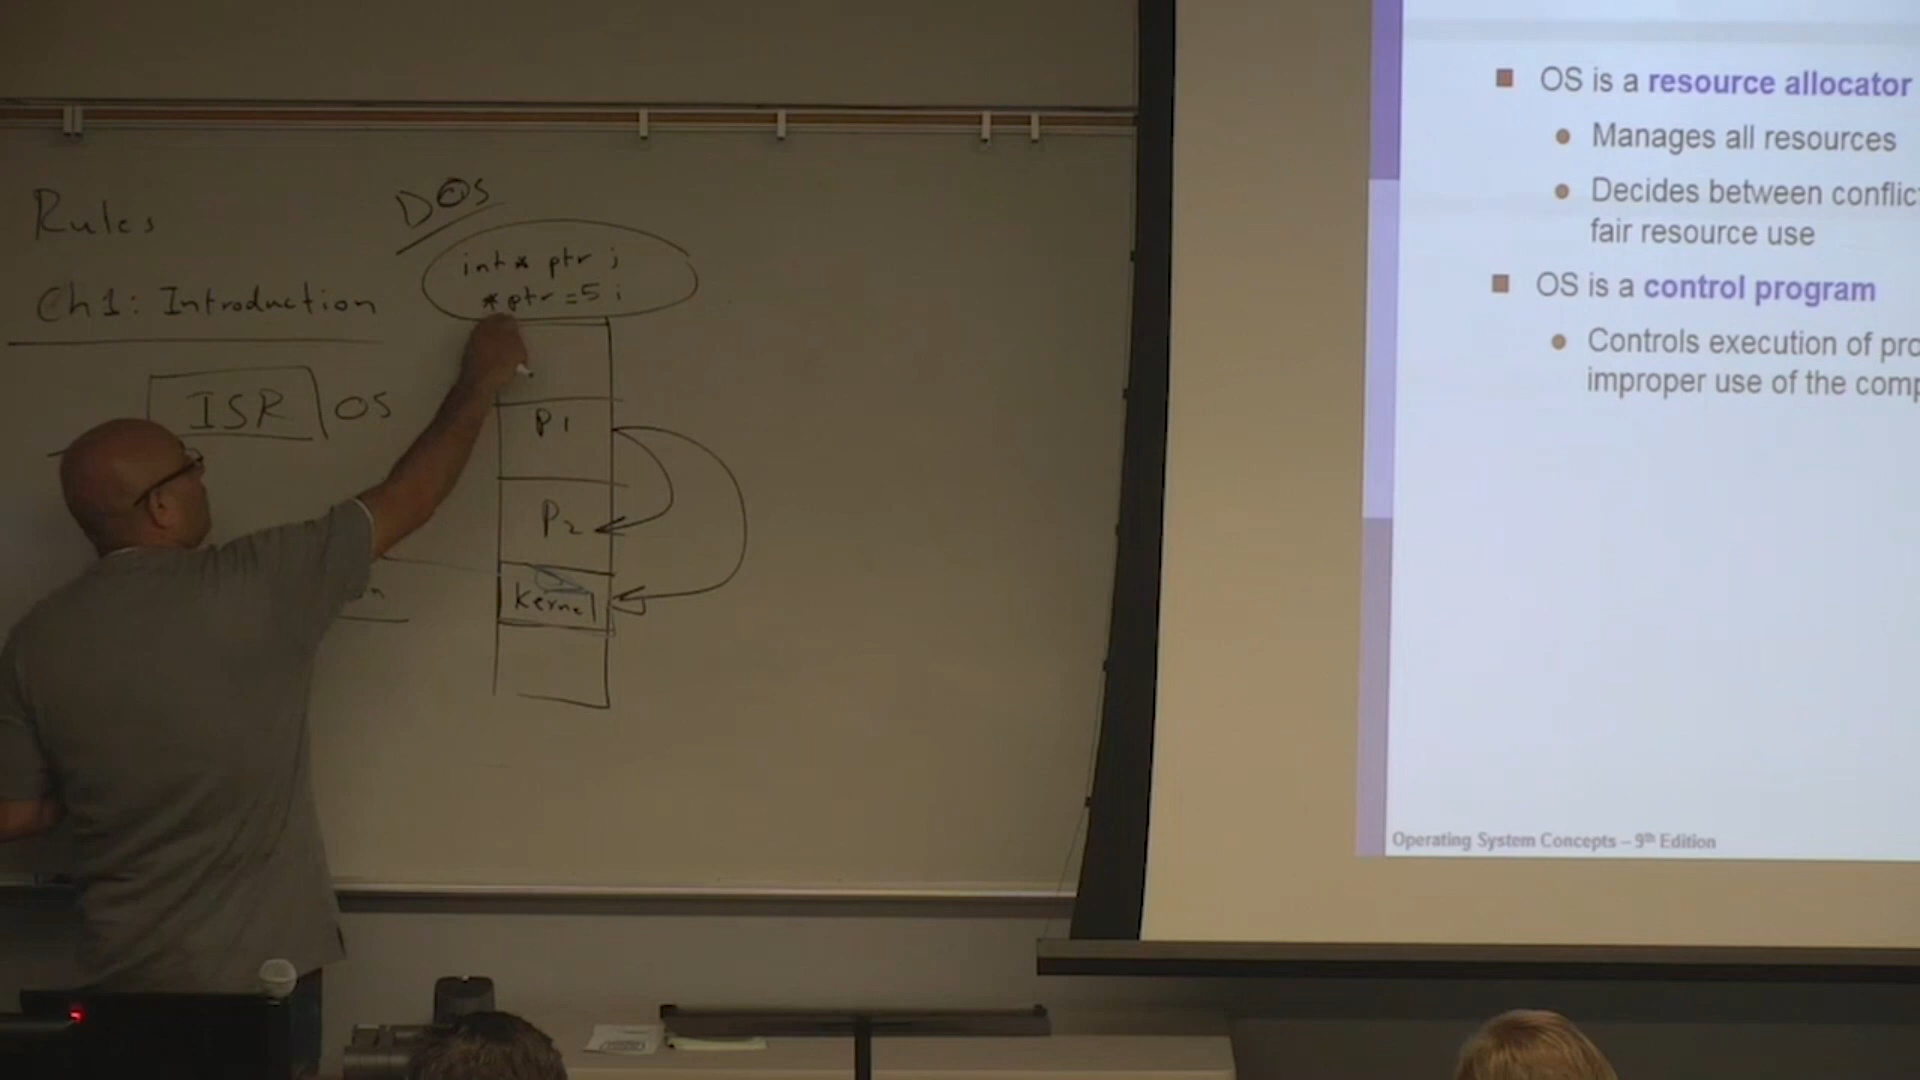 Rules
Ch1: Introduction
ISR
OS
DOS
int* ptr ;
*ptr = 5 ;
P1
P2
Kernel
OS is a resource allocator
Manages all resources
Decides between conflic
fair resource use
OS is a control program
Controls execution of pro
improper use of the comp
Operating System Concepts – 9th Edition